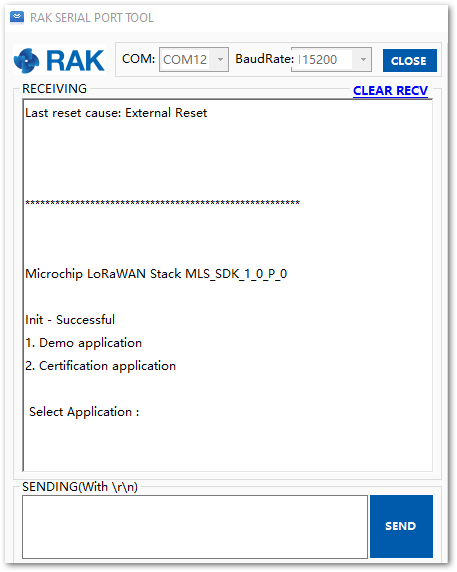 RAK SERIAL PORT TOOL
RAK
COM: COM12 BaudRate: 115200 CLOSE
RECEIVING CLEAR RECV
Last reset cause: External Reset
*******************************************************
Microchip LoRaWAN Stack MLS_SDK_1_0_P_0
Init - Successful
1. Demo application
2. Certification application
Select Application :
SENDING(With \r\n)
SEND